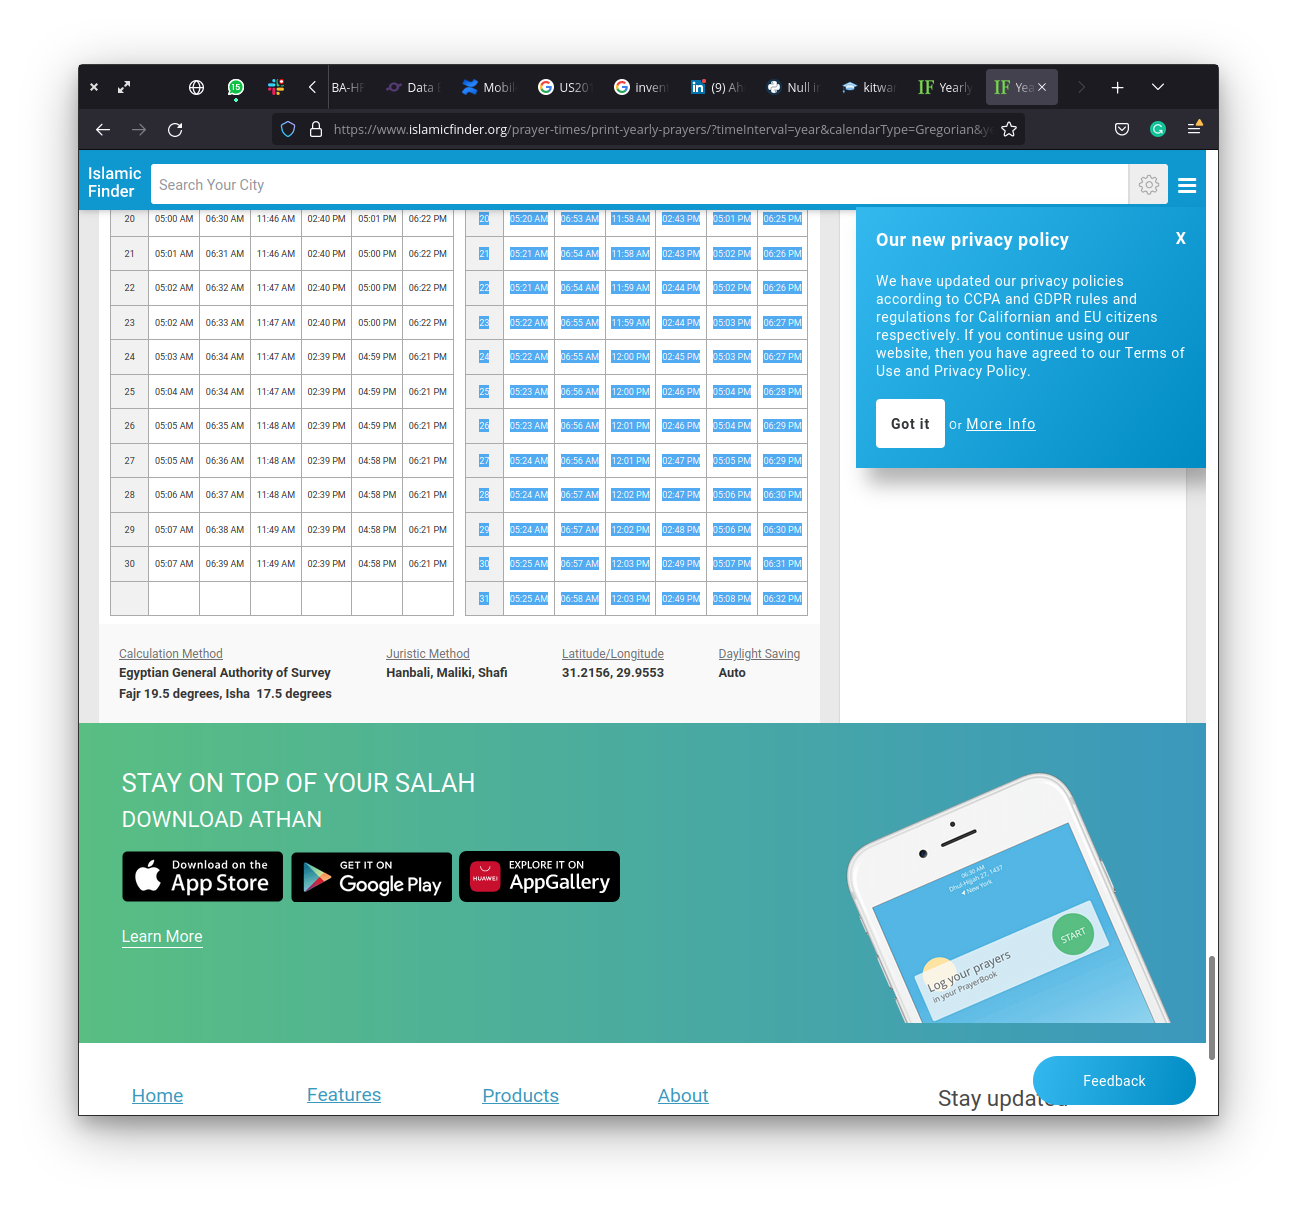 15
BA-HF
Data
Mobil
US20
inven
(9) Ah
Null in
kitwa
Yearly
Yea
https://www.islamicfinder.org/prayer-times/print-yearly-prayers/?timeInterval=year&calendarType=Gregorian&y
Islamic
Finder
Search Your City
20 05:00 AM 06:30 AM 11:46 AM 02:40 PM 05:01 PM 06:22 PM 20 05:20 AM 06:53 AM 11:58 AM 02:43 PM 05:01 PM 06:25 PM
21 05:01 AM 06:31 AM 11:46 AM 02:40 PM 05:00 PM 06:22 PM 21 05:21 AM 06:54 AM 11:58 AM 02:43 PM 05:02 PM 06:26 PM
22 05:02 AM 06:32 AM 11:47 AM 02:40 PM 05:00 PM 06:22 PM 22 05:21 AM 06:54 AM 11:59 AM 02:44 PM 05:02 PM 06:26 PM
23 05:02 AM 06:33 AM 11:47 AM 02:40 PM 05:00 PM 06:22 PM 23 05:22 AM 06:55 AM 11:59 AM 02:44 PM 05:03 PM 06:27 PM
24 05:03 AM 06:34 AM 11:47 AM 02:39 PM 04:59 PM 06:21 PM 24 05:22 AM 06:55 AM 12:00 PM 02:45 PM 05:03 PM 06:27 PM
25 05:04 AM 06:34 AM 11:47 AM 02:39 PM 04:59 PM 06:21 PM 25 05:23 AM 06:56 AM 12:00 PM 02:46 PM 05:04 PM 06:28 PM
26 05:05 AM 06:35 AM 11:48 AM 02:39 PM 04:59 PM 06:21 PM 26 05:23 AM 06:56 AM 12:01 PM 02:46 PM 05:04 PM 06:29 PM
27 05:05 AM 06:36 AM 11:48 AM 02:39 PM 04:58 PM 06:21 PM 27 05:24 AM 06:56 AM 12:01 PM 02:47 PM 05:05 PM 06:29 PM
28 05:06 AM 06:37 AM 11:48 AM 02:39 PM 04:58 PM 06:21 PM 28 05:24 AM 06:57 AM 12:02 PM 02:47 PM 05:06 PM 06:30 PM
29 05:07 AM 06:38 AM 11:49 AM 02:39 PM 04:58 PM 06:21 PM 29 05:24 AM 06:57 AM 12:02 PM 02:48 PM 05:06 PM 06:30 PM
30 05:07 AM 06:39 AM 11:49 AM 02:39 PM 04:58 PM 06:21 PM 30 05:25 AM 06:57 AM 12:03 PM 02:49 PM 05:07 PM 06:31 PM
31 05:25 AM 06:58 AM 12:03 PM 02:49 PM 05:08 PM 06:32 PM
Our new privacy policy X
We have updated our privacy policies
according to CCPA and GDPR rules and
regulations for Californian and EU citizens
respectively. If you continue using our
website, then you have agreed to our Terms of
Use and Privacy Policy.
Got it Or More Info
Calculation Method
Egyptian General Authority of Survey
Fajr 19.5 degrees, Isha 17.5 degrees
Juristic Method
Hanbali, Maliki, Shafi
Latitude/Longitude
31.2156, 29.9553
Daylight Saving
Auto
STAY ON TOP OF YOUR SALAH
DOWNLOAD ATHAN
Download on the
App Store
GET IT ON
Google Play
HUAWEI
EXPLORE IT ON
AppGallery
Learn More
06:30 AM
Dhul-Hijjah 27, 1437
New York
START
Log your prayers
in your PrayerBook
Home
Features
Products
About
Stay update
Feedback